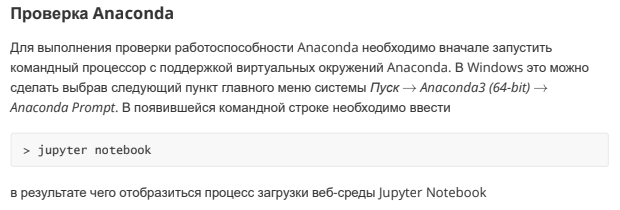 Проверка Anaconda
Для выполнения проверки работоспособности Anaconda необходимо вначале запустить
командный процессор с поддержкой виртуальных окружений Anaconda. В Windows это можно
сделать выбрав следующий пункт главного меню системы Пуск → Anaconda3 (64-bit) →
Anaconda Prompt. В появившейся командной строке необходимо ввести
> jupyter notebook
в результате чего отобразиться процесс загрузки веб-среды Jupyter Notebook